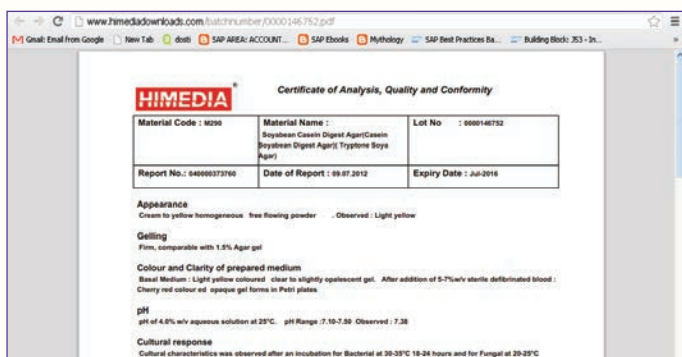 www.himediadownloads.com/batchnumber/0000146752.pdf
Gmail: Email from Google New Tab dosti SAP AREA: ACCOUNT... SAP Ebooks Mythology SAP Best Practices Ba... Building Block: J53 - In... »
HIMEDIA®
Certificate of Analysis, Quality and Conformity
Material Code : M290
Material Name :
Soyabean Casein Digest Agar(Casein
Soyabean Digest Agar)( Tryptone Soya
Agar)
Lot No : 0000146752
Report No.: 040000373760
Date of Report : 09.07.2012
Expiry Date : Jul-2016
Appearance
Cream to yellow homogeneous free flowing powder . Observed : Light yellow
Gelling
Firm, comparable with 1.5% Agar gel
Colour and Clarity of prepared medium
Basal Medium : Light yellow coloured clear to slightly opalescent gel. After addition of 5-7%w/v sterile defibrinated blood :
Cherry red colour ed opaque gel forms in Petri plates
pH
pH of 4.0% w/v aqueous solution at 25°C. pH Range :7.10-7.50 Observed : 7.38
Cultural response
Cultural characteristics was observed after an incubation for Bacterial at 30-35°C 18-24 hours and for Fungal at 20-25°C